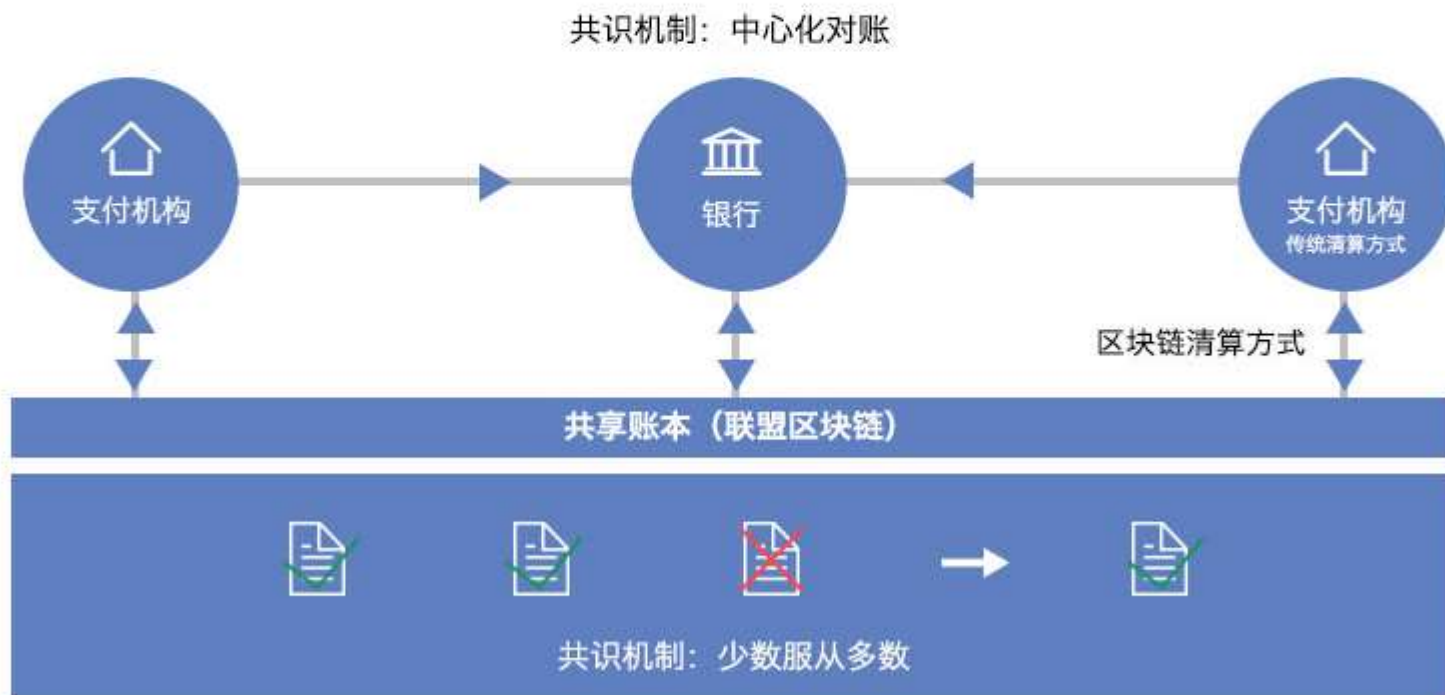 共识机制：中心化对账
支付机构
银行
支付机构
传统清算方式
区块链清算方式
共享账本（联盟区块链）
共识机制：少数服从多数